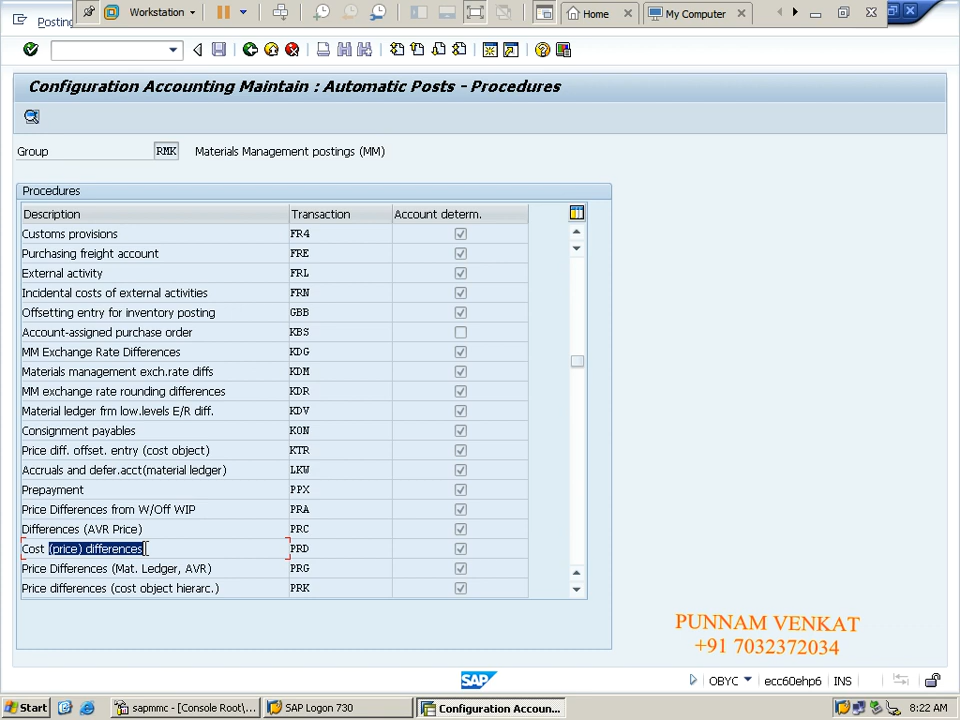 Posting
Workstation
Home
My Computer
Configuration Accounting Maintain : Automatic Posts - Procedures
Group RMK Materials Management postings (MM)
Procedures
Description Transaction Account determ.
Customs provisions FR4
Purchasing freight account FRE
External activity FRL
Incidental costs of external activities FRN
Offsetting entry for inventory posting GBB
Account-assigned purchase order KBS
MM Exchange Rate Differences KDG
Materials management exch.rate diffs KDM
MM exchange rate rounding differences KDR
Material ledger frm low.levels E/R diff. KDV
Consignment payables KON
Price diff. offset. entry (cost object) KTR
Accruals and defer.acct(material ledger) LKW
Prepayment PPX
Price Differences from W/Off WIP PRA
Differences (AVR Price) PRC
Cost (price) differences PRD
Price Differences (Mat. Ledger, AVR) PRG
Price differences (cost object hierarc.) PRK
PUNNAM VENKAT
+91 7032372034
SAP OBYC ecc60ehp6 INS
Start sapmmc - [Console Root\... SAP Logon 730 Configuration Accoun... 8:22 AM